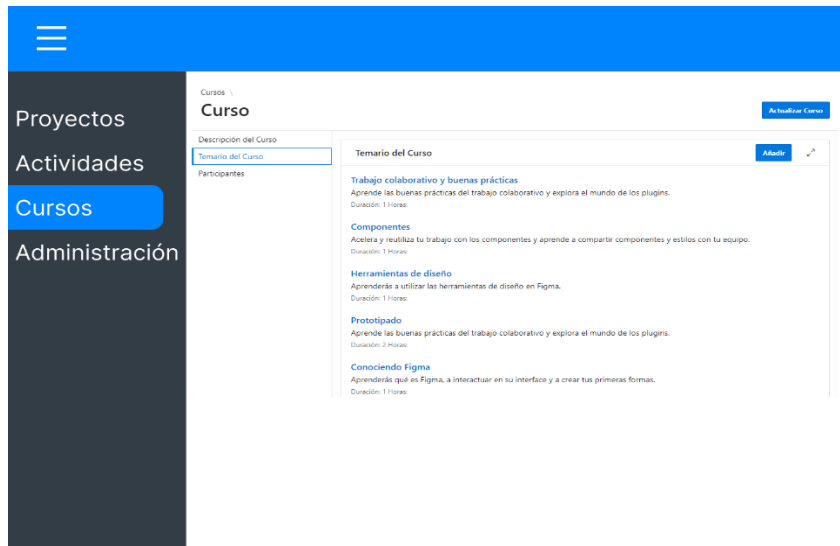 Proyectos
Actividades
Cursos
Administración
Cursos \
Curso
Actualizar Curso
Descripción del Curso
Temario del Curso
Participantes
Temario del Curso
Añadir
Trabajo colaborativo y buenas prácticas
Aprende las buenas prácticas del trabajo colaborativo y explora el mundo de los plugins.
Duración: 1 Horas
Componentes
Acelera y reutiliza tu trabajo con los componentes y aprende a compartir componentes y estilos con tu equipo.
Duración: 1 Horas
Herramientas de diseño
Aprenderás a utilizar las herramientas de diseño en Figma.
Duración: 1 Horas
Prototipado
Aprende las buenas prácticas del trabajo colaborativo y explora el mundo de los plugins.
Duración: 2 Horas
Conociendo Figma
Aprenderás qué es Figma, a interactuar en su interface y a crear tus primeras formas.
Duración: 1 Horas